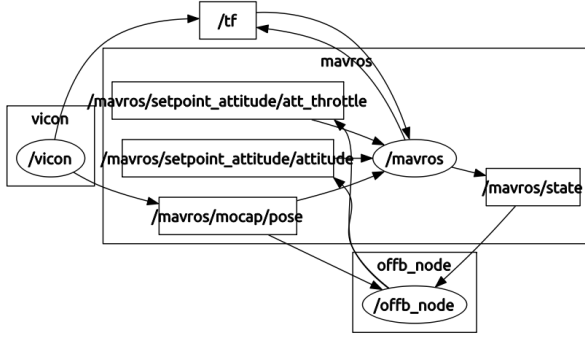 /tf
mavros
/mavros/setpoint_attitude/att_throttle
vicon
/vicon
/mavros/setpoint_attitude/attitude
/mavros
/mavros/state
/mavros/mocap/pose
offb_node
/offb_node